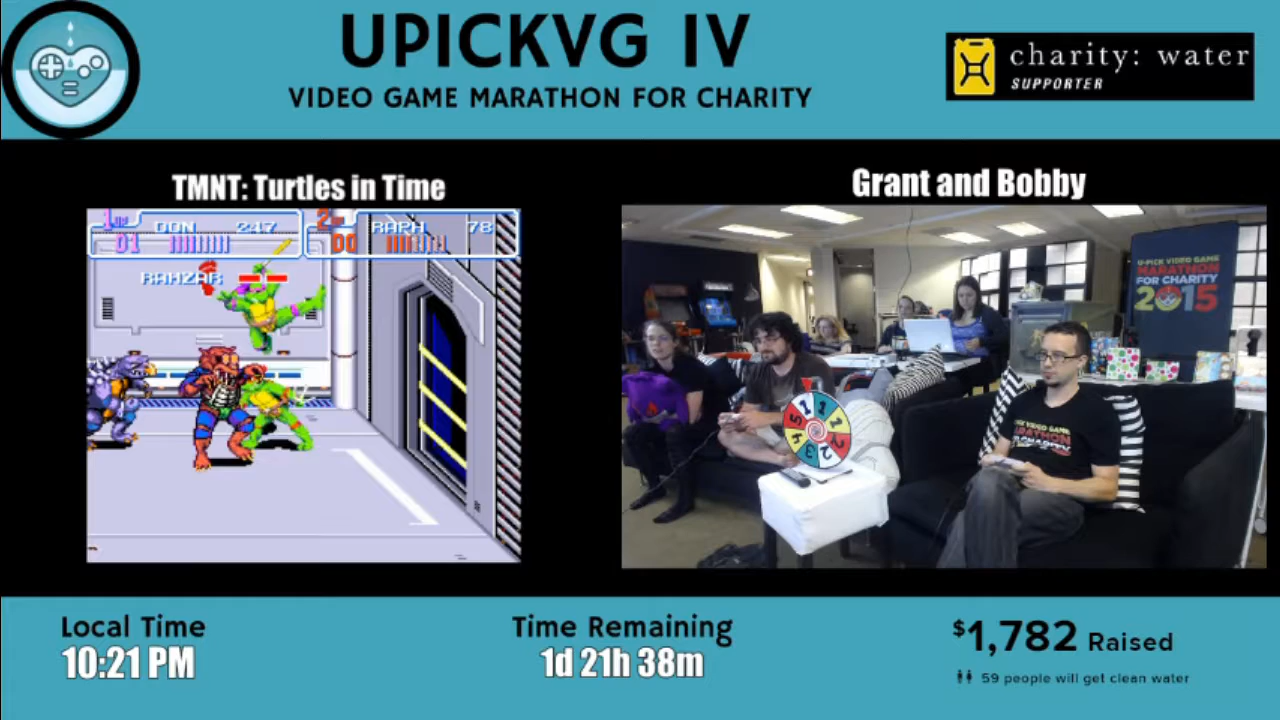 UPICKVG IV
VIDEO GAME MARATHON FOR CHARITY
charity: water
SUPPORTER
TMNT: Turtles in Time
Grant and Bobby
DON 247
01
RAPH 78
00
RAHZAR
U-PICK VIDEO GAME
MARATHON
FOR CHARITY
2015
Local Time
10:21 PM
Time Remaining
1d 21h 38m
$1,782 Raised
59 people will get clean water